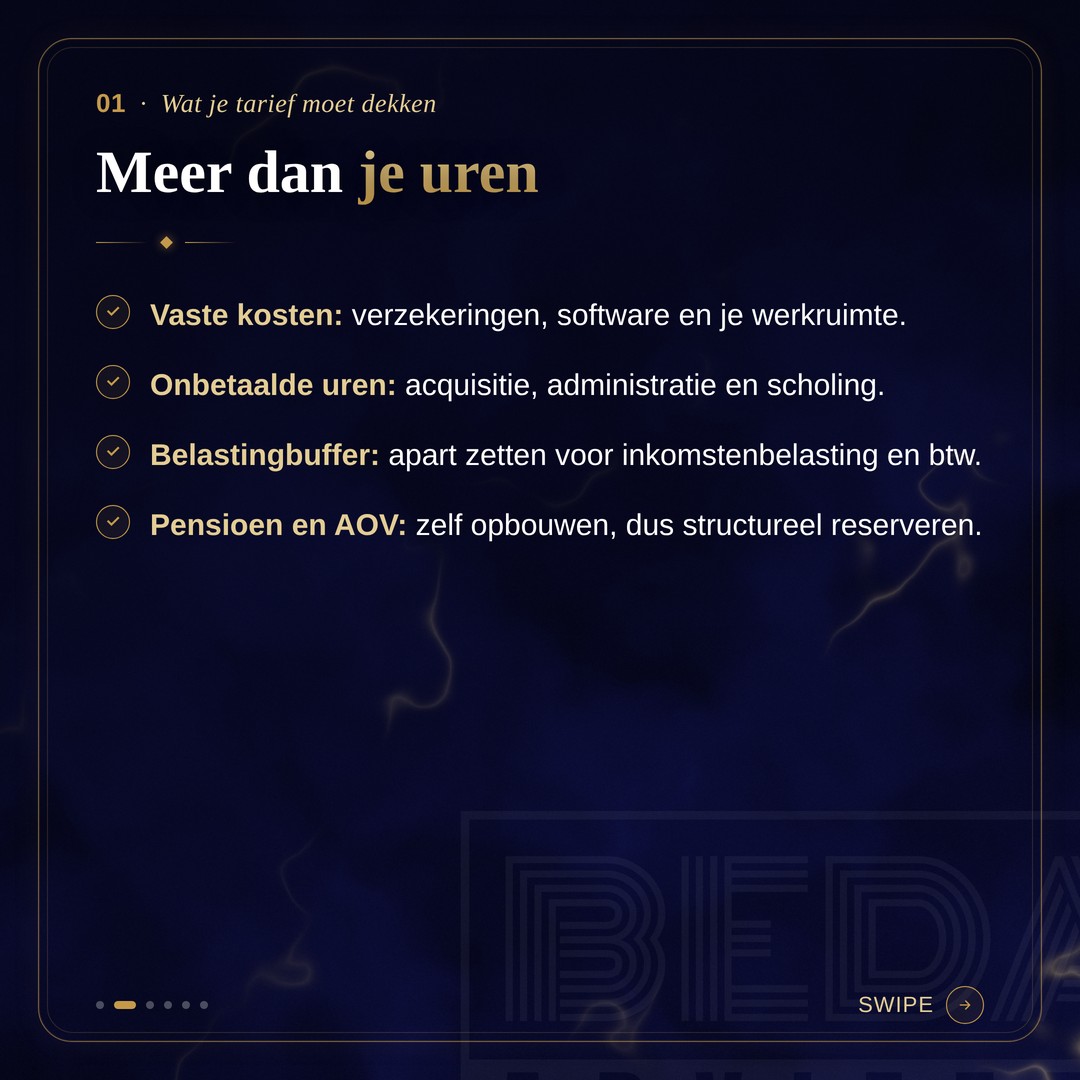 01 · Wat je tarief moet dekken
Meer dan je uren
Vaste kosten: verzekeringen, software en je werkruimte.
Onbetaalde uren: acquisitie, administratie en scholing.
Belastingbuffer: apart zetten voor inkomstenbelasting en btw.
Pensioen en AOV: zelf opbouwen, dus structureel reserveren.
BEDA
SWIPE